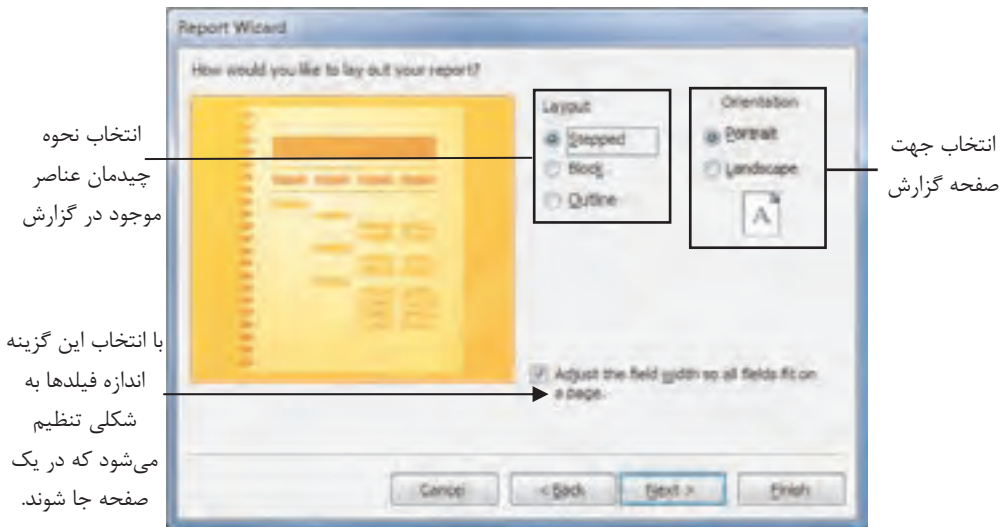 Report Wizard
How would you like to lay out your report?
Layout
Stepped
Block
Outline
Orientation
Portrait
Landscape
A
Adjust the field width so all fields fit on
a page.
Cancel
< Back
Next >
Finish
انتخاب نحوه
چیدمان عناصر
موجود در گزارش
با انتخاب این گزینه
اندازه فیلدها به
شکلی تنظیم
می‌شود که در یک
صفحه جا شوند.
انتخاب جهت
صفحه گزارش